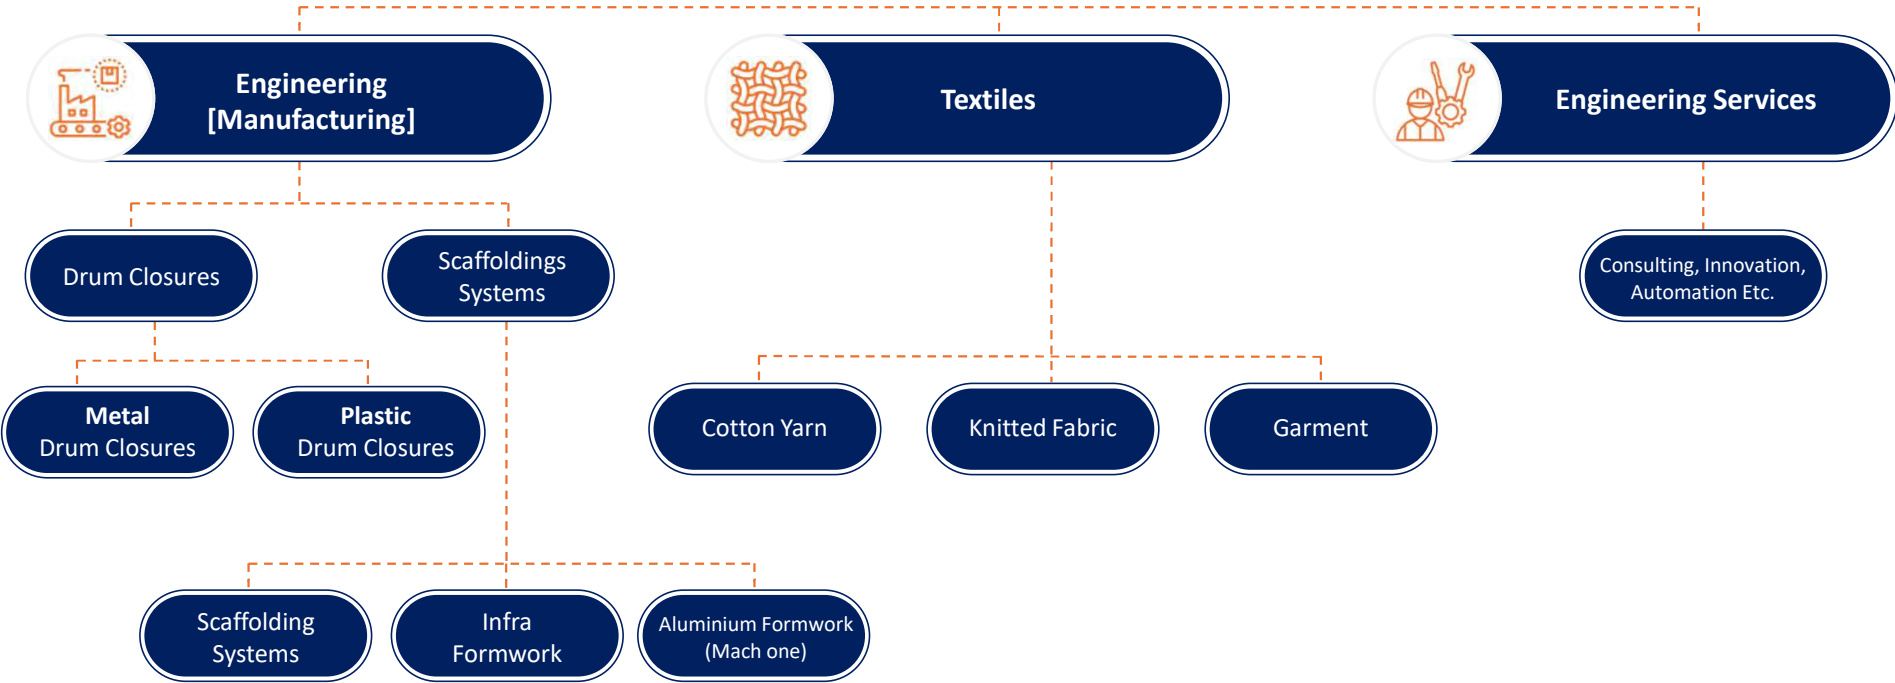 Engineering
[Manufacturing]
Textiles
Engineering Services
Drum Closures
Scaffoldings
Systems
Consulting, Innovation,
Automation Etc.
Metal
Drum Closures
Plastic
Drum Closures
Cotton Yarn
Knitted Fabric
Garment
Scaffolding
Systems
Infra
Formwork
Aluminium Formwork
(Mach one)